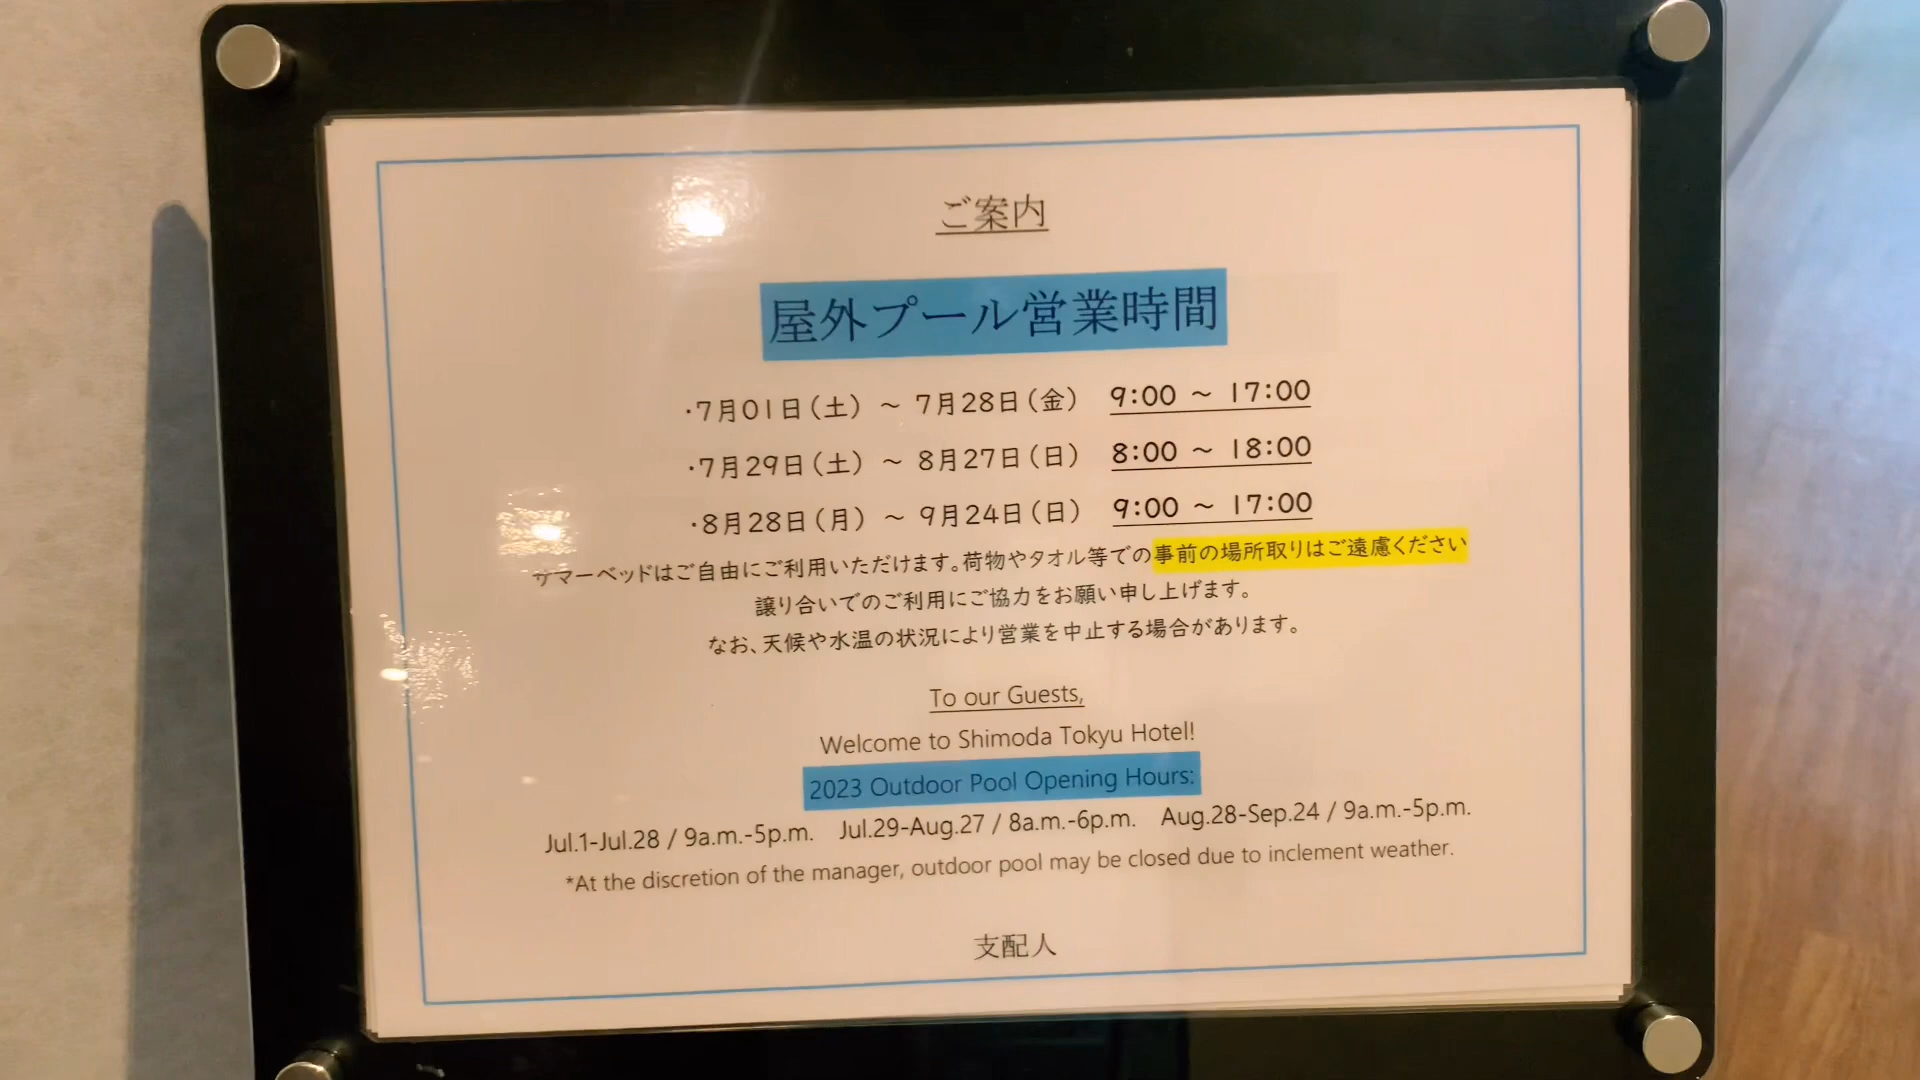 ご案内
屋外プール営業時間
・7月01日(土) ～ 7月28日(金) 9:00 ～ 17:00
・7月29日(土) ～ 8月27日(日) 8:00 ～ 18:00
・8月28日(月) ～ 9月24日(日) 9:00 ～ 17:00
サマーベッドはご自由にご利用いただけます。荷物やタオル等での事前の場所取りはご遠慮ください
譲り合いでのご利用にご協力をお願い申し上げます。
なお、天候や水温の状況により営業を中止する場合があります。
To our Guests,
Welcome to Shimoda Tokyu Hotel!
2023 Outdoor Pool Opening Hours:
Jul.1-Jul.28 / 9a.m.-5p.m. Jul.29-Aug.27 / 8a.m.-6p.m. Aug.28-Sep.24 / 9a.m.-5p.m.
*At the discretion of the manager, outdoor pool may be closed due to inclement weather.
支配人